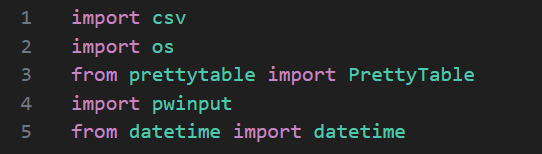 1 import csv
2 import os
3 from prettytable import PrettyTable
4 import pwinput
5 from datetime import datetime